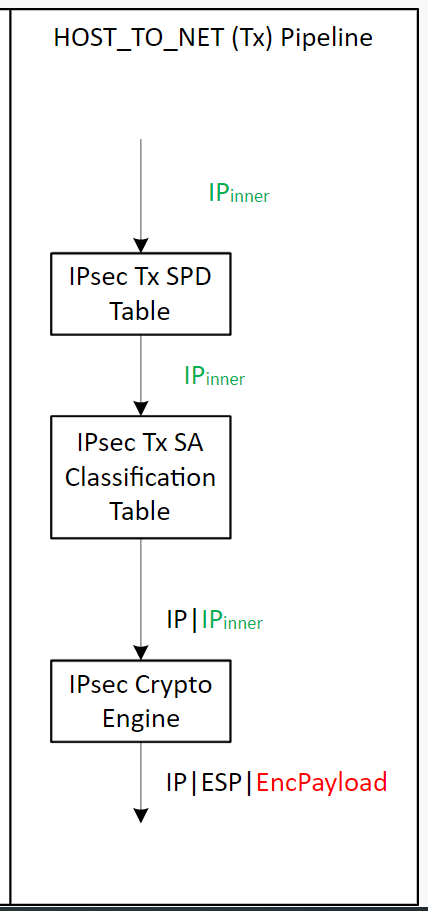 HOST_TO_NET (Tx) Pipeline
IPinner
IPsec Tx SPD
Table
IPinner
IPsec Tx SA
Classification
Table
IP|IPinner
IPsec Crypto
Engine
IP|ESP|EncPayload